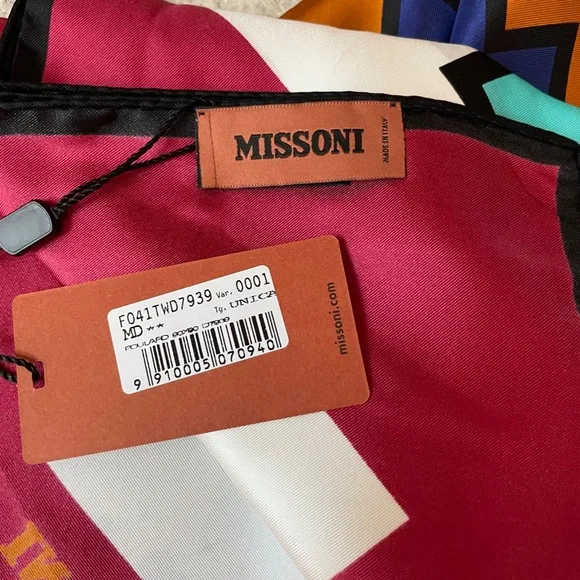 MISSONI
MADE IN ITALY
F041TWD7939 Var. 0001
MD ** Tg. UNICA
FOULARD 90X90 D7939
9 910005 070940
missoni.com